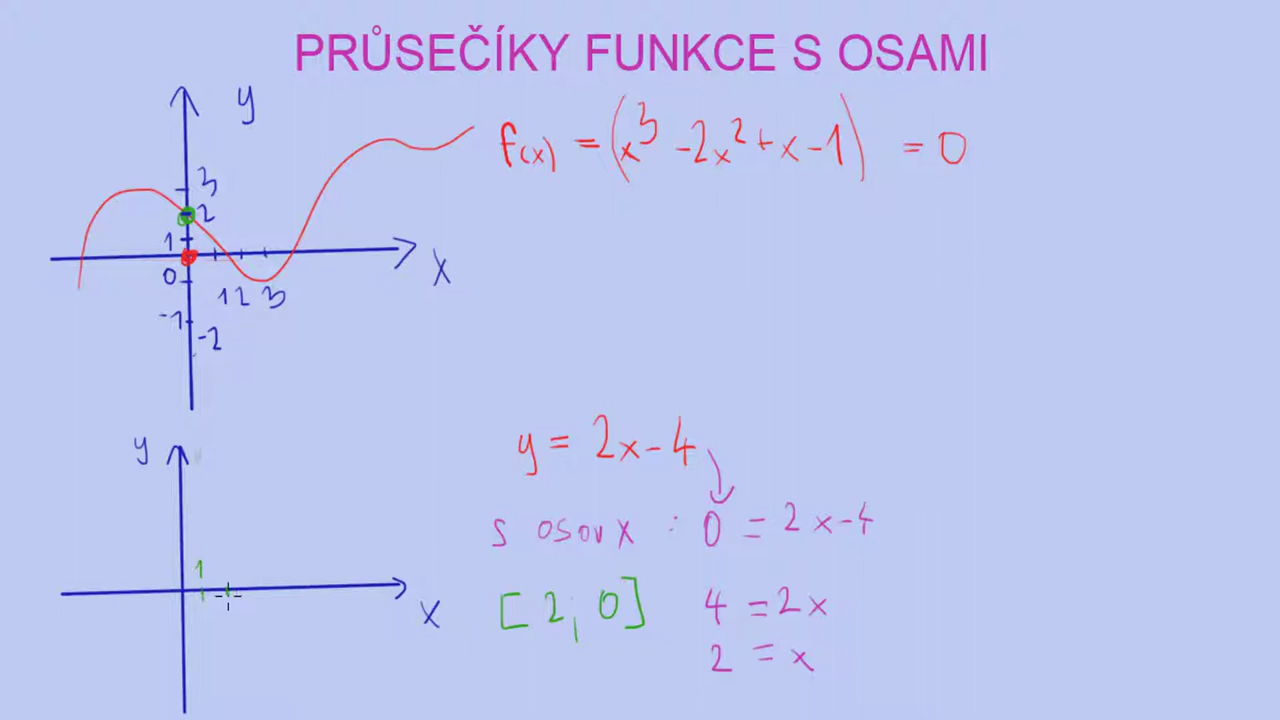 PRŮSEČÍKY FUNKCE S OSAMI
y
f(x) = (x³ -2x² + x - 1) = 0
3
2
1
0
1 2 3
x
-1
-2
y
y = 2x - 4
s osou x : 0 = 2x - 4
1
x
[2, 0]
4 = 2x
2 = x